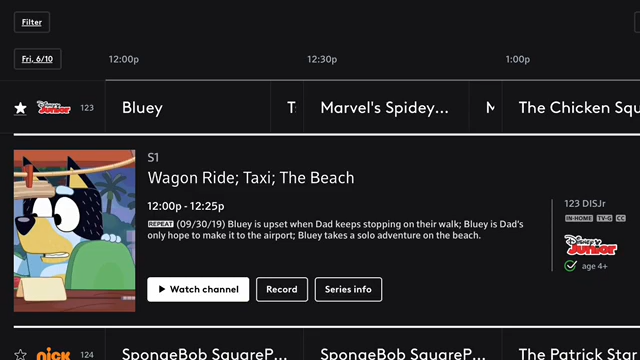 Filter
Fri, 6/10
12:00p
12:30p
1:00p
Disney Junior
123
Bluey
T
Marvel's Spidey...
M
The Chicken Squ
S1
Wagon Ride; Taxi; The Beach
12:00p - 12:25p
REPEAT (09/30/19) Bluey is upset when Dad keeps stopping on their walk; Bluey is Dad's
only hope to make it to the airport; Bluey takes a solo adventure on the beach.
Watch channel
Record
Series info
123 DISJr
IN-HOME TV-G CC
Disney Junior
age 4+
nick
124
SpongeBob SquareP...
SpongeBob SquareP...
The Patrick Star